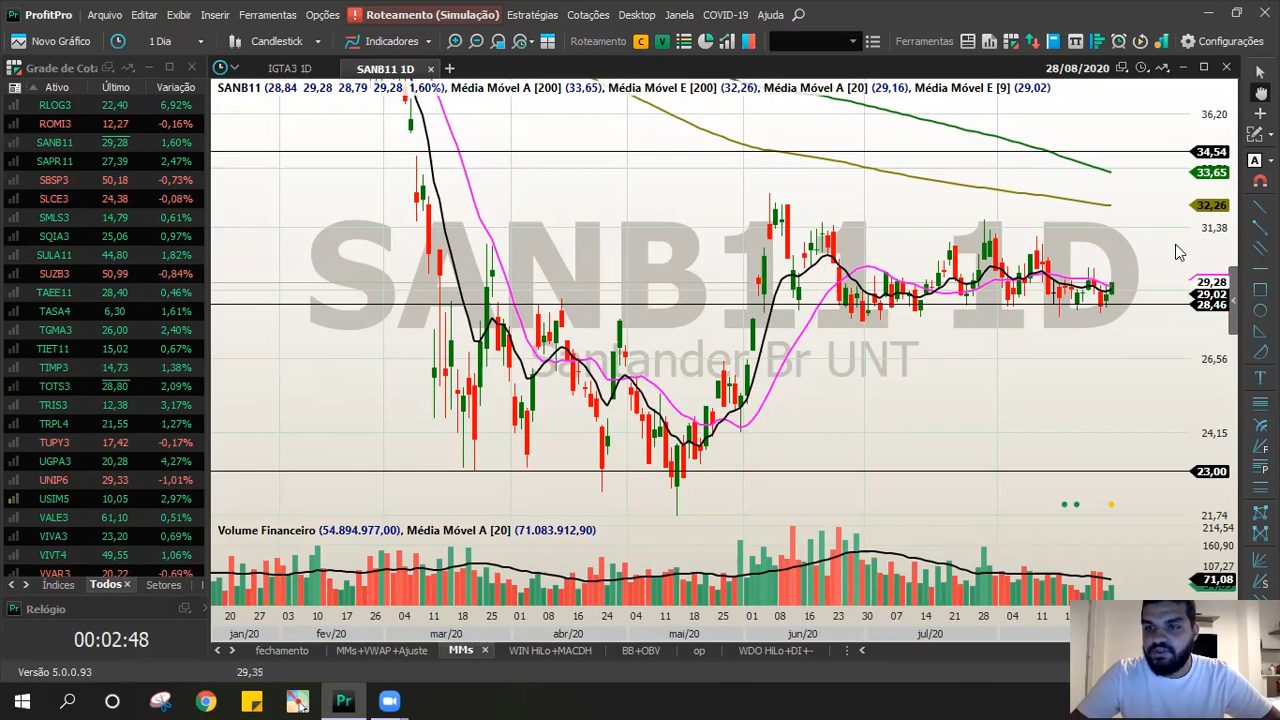 ProfitPro Arquivo Editar Exibir Inserir Ferramentas Opções ! Roteamento (Simulação) Estratégias Cotações Desktop Janela COVID-19 Ajuda
Novo Gráfico 1 Dia Candlestick Indicadores Roteamento C V Ferramentas Configurações
Grade de Cota IGTA3 1D SANB11 1D 28/08/2020
Ativo Último Variação
SANB11 (28,84 29,28 28,79 29,28 1,60%), Média Móvel A [200] (33,65), Média Móvel E [200] (32,26), Média Móvel A [20] (29,16), Média Móvel E [9] (29,02)
RLOG3 22,40 6,92%
ROMI3 12,27 -0,16%
SANB11 29,28 1,60%
SAPR11 27,39 2,47%
SBSP3 50,18 -0,73%
SLCE3 24,38 -0,08%
SMLS3 14,79 0,61%
SQIA3 25,06 0,97%
SULA11 44,80 1,82%
SUZB3 50,99 -0,84%
TAEE11 28,40 0,46%
TASA4 6,30 1,61%
TGMA3 26,00 2,40%
TIET11 15,02 0,67%
TIMP3 14,73 1,38%
TOTS3 28,80 2,09%
TRIS3 12,38 3,17%
TRPL4 21,55 1,27%
TUPY3 17,42 -0,17%
UGPA3 20,28 4,27%
UNIP6 29,33 -1,01%
USIM5 10,05 2,97%
VALE3 61,10 0,51%
VIVA3 23,20 0,69%
VIVT4 49,55 1,06%
VVAR3 20,22 -0,69%
Índices Todos Setores
Relógio
00:02:48
Versão 5.0.0.93 29,35
SANB11 1D
Santander Br UNT
36,20
34,54
33,65
32,26
31,38
29,28
29,02
28,46
26,56
24,15
23,00
21,74
Volume Financeiro (54.894.977,00), Média Móvel A [20] (71.083.912,90)
214,54
160,90
107,27
71,08
20 27 03 10 12 19 27 04 11 18 25 01 08 16 24 04 11 18 25 01 08 16 23 30 07 14 21 28 04 11
jan/20 fev/20 mar/20 abr/20 mai/20 jun/20 jul/20
fechamento MMs+VWAP+Ajuste MMs WIN HiLo+MACDH BB+OBV op WDO HiLo+DI+-
Pr